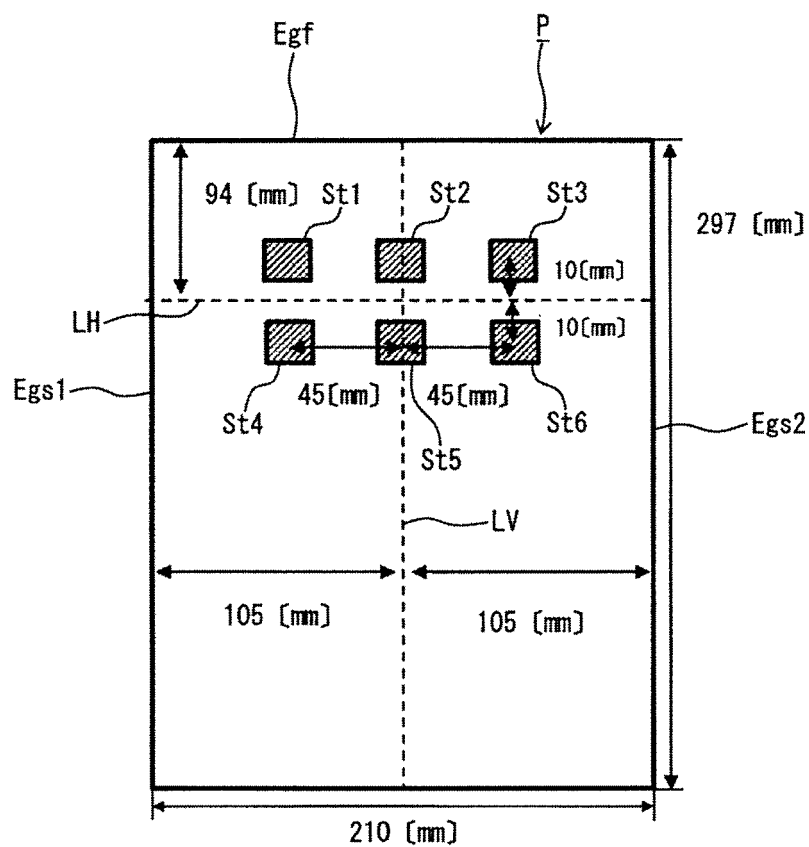 Egf
P
94 [mm]
St1
St2
St3
297 [mm]
10[mm]
LH
10[mm]
Egs1
45[mm]
45[mm]
St4
St5
St6
Egs2
LV
105 [mm]
105 [mm]
210 [mm]